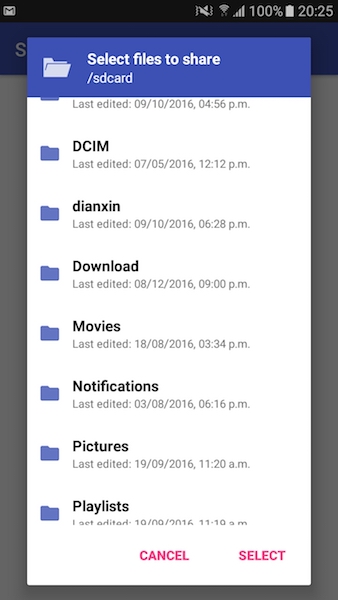 100% 20:25
S
Select files to share
/sdcard
Last edited: 09/10/2016, 04:56 p.m.
DCIM
Last edited: 07/05/2016, 12:12 p.m.
dianxin
Last edited: 09/10/2016, 06:28 p.m.
Download
Last edited: 08/12/2016, 09:00 p.m.
Movies
Last edited: 18/08/2016, 03:34 p.m.
Notifications
Last edited: 03/08/2016, 06:16 p.m.
Pictures
Last edited: 19/09/2016, 11:20 a.m.
Playlists
Last edited: 19/09/2016, 11:19 a.m.
CANCEL SELECT